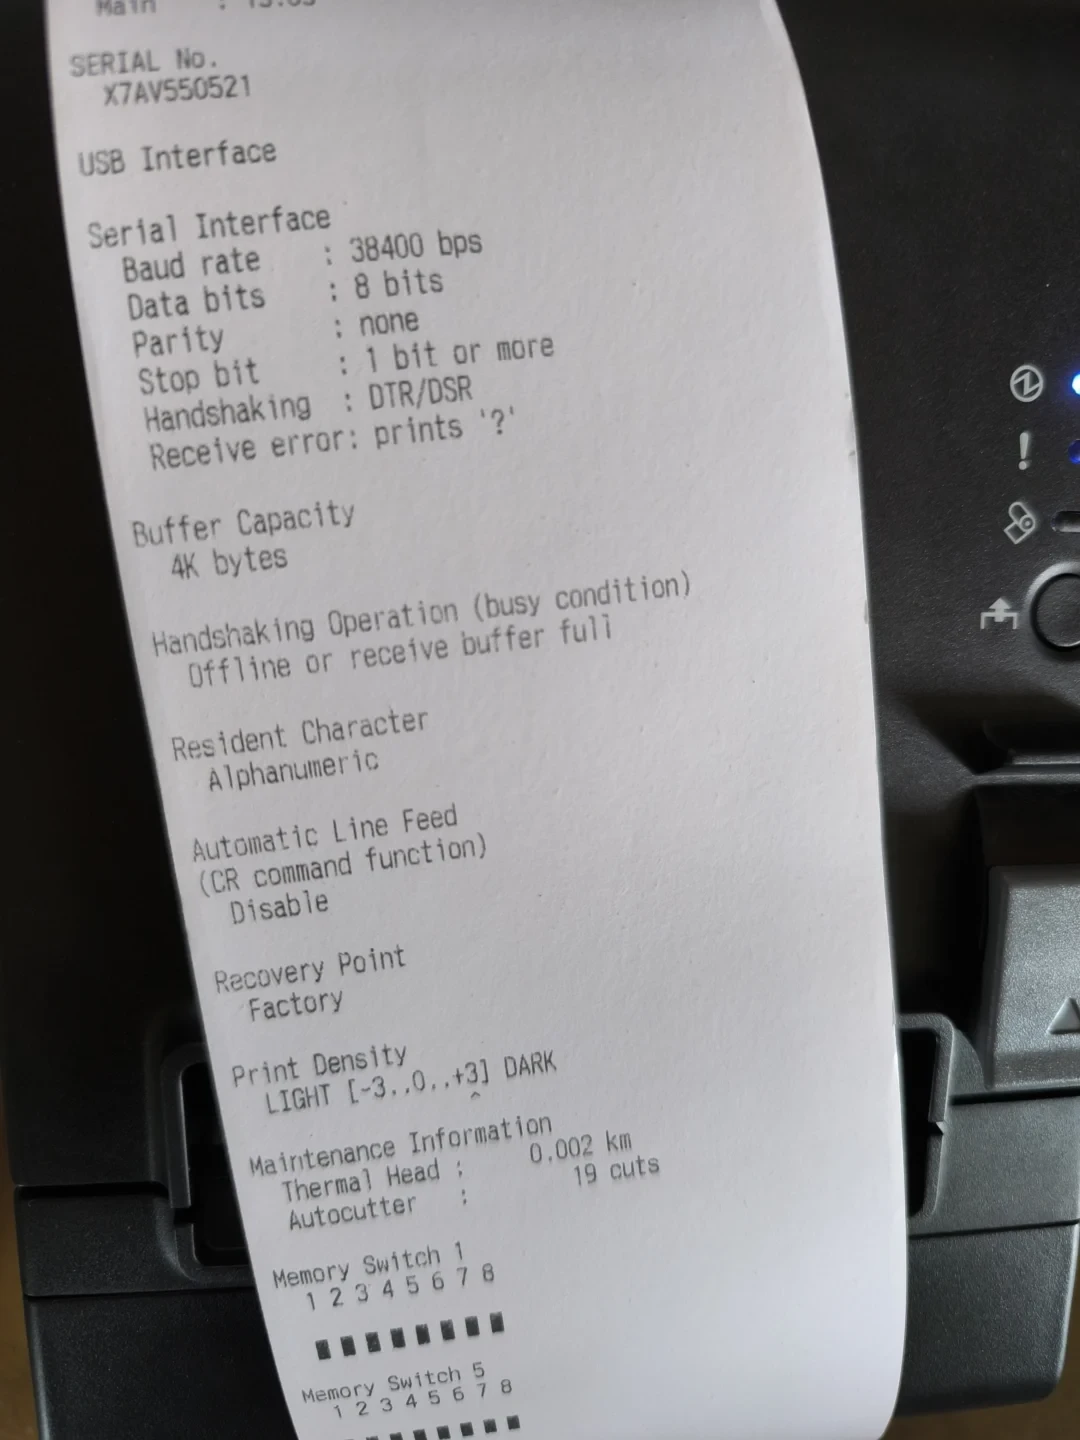 Main : 15.03
SERIAL No.
X7AV550521
USB Interface
Serial Interface
Baud rate : 38400 bps
Data bits : 8 bits
Parity : none
Stop bit : 1 bit or more
Handshaking : DTR/DSR
Receive error: prints '?'
Buffer Capacity
4K bytes
Handshaking Operation (busy condition)
Offline or receive buffer full
Resident Character
Alphanumeric
Automatic Line Feed
(CR command function)
Disable
Recovery Point
Factory
Print Density
LIGHT [-3..0..+3] DARK
^
Maintenance Information
Thermal Head : 0.002 km
Autocutter : 19 cuts
Memory Switch 1
1 2 3 4 5 6 7 8
Memory Switch 5
1 2 3 4 5 6 7 8